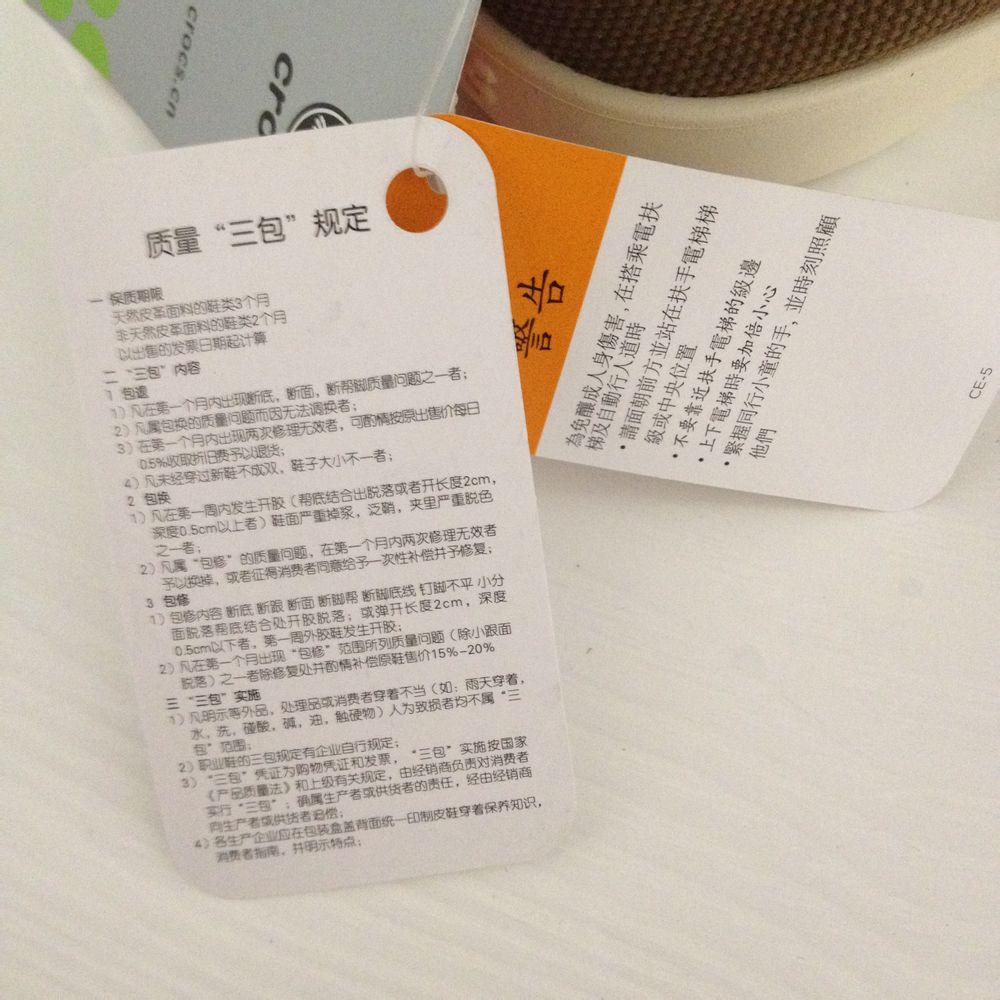 crocs.cn
cro
质量“三包”规定
一 保质期限
天然皮革面料的鞋类3个月
非天然皮革面料的鞋类2个月
以出售的发票日期起计算
二 “三包”内容
1 包退
1）凡在第一个月内出现断底，断面，断帮脚质量问题之一者；
2）凡属包换的质量问题而因无法调换者；
3）在第一个月内出现两次修理无效者，可酌情按原出售价每日
0.5%收取折旧费予以退货；
4）凡未经穿过新鞋不成双，鞋子大小不一者；
2 包换
1）凡在第一周内发生开胶（帮底结合出脱落或者开长度2cm，
深度0.5cm以上者）鞋面严重掉浆，泛硝，夹里严重脱色
之一者；
2）凡属“包修”的质量问题，在第一个月内两次修理无效者
予以换掉，或者征得消费者同意给予一次性补偿并予修复；
3 包修
1）包修内容 断底 断跟 断面 断脚帮 断脚底线 钉脚不平 小分
面脱落帮底结合处开胶脱落；或弹开长度2cm，深度
0.5cm以下者，第一周外胶鞋发生开胶；
2）凡在第一个月出现“包修”范围所列质量问题（除小跟面
脱落）之一者除修复处并酌情补偿原鞋售价15%-20%
三 “三包”实施
1）凡明示等外品，处理品或消费者穿着不当（如：雨天穿着，
水，洗，碰酸，碱，油，触硬物）人为致损者均不属“三
包”范围；
2）职业鞋的三包规定有企业自行规定；
3）“三包”凭证为购物凭证和发票，“三包”实施按国家
《产品质量法》和上级有关规定，由经销商负责对消费者
实行“三包”；确属生产者或供货者的责任，经由经销商
向生产者或供货者追偿；
4）各生产企业应在包装盒盖背面统一印制皮鞋穿着保养知识，
消费者指南，并明示特点；
警告
為免釀成人身傷害，在搭乘電扶
梯及自動行人道時
• 請面朝前方並站在扶手電梯梯
級或中央位置
• 不要靠近扶手電梯的級邊
• 上下電梯時要加倍小心
• 緊握同行小童的手，並時刻照顧
他們
CE-5